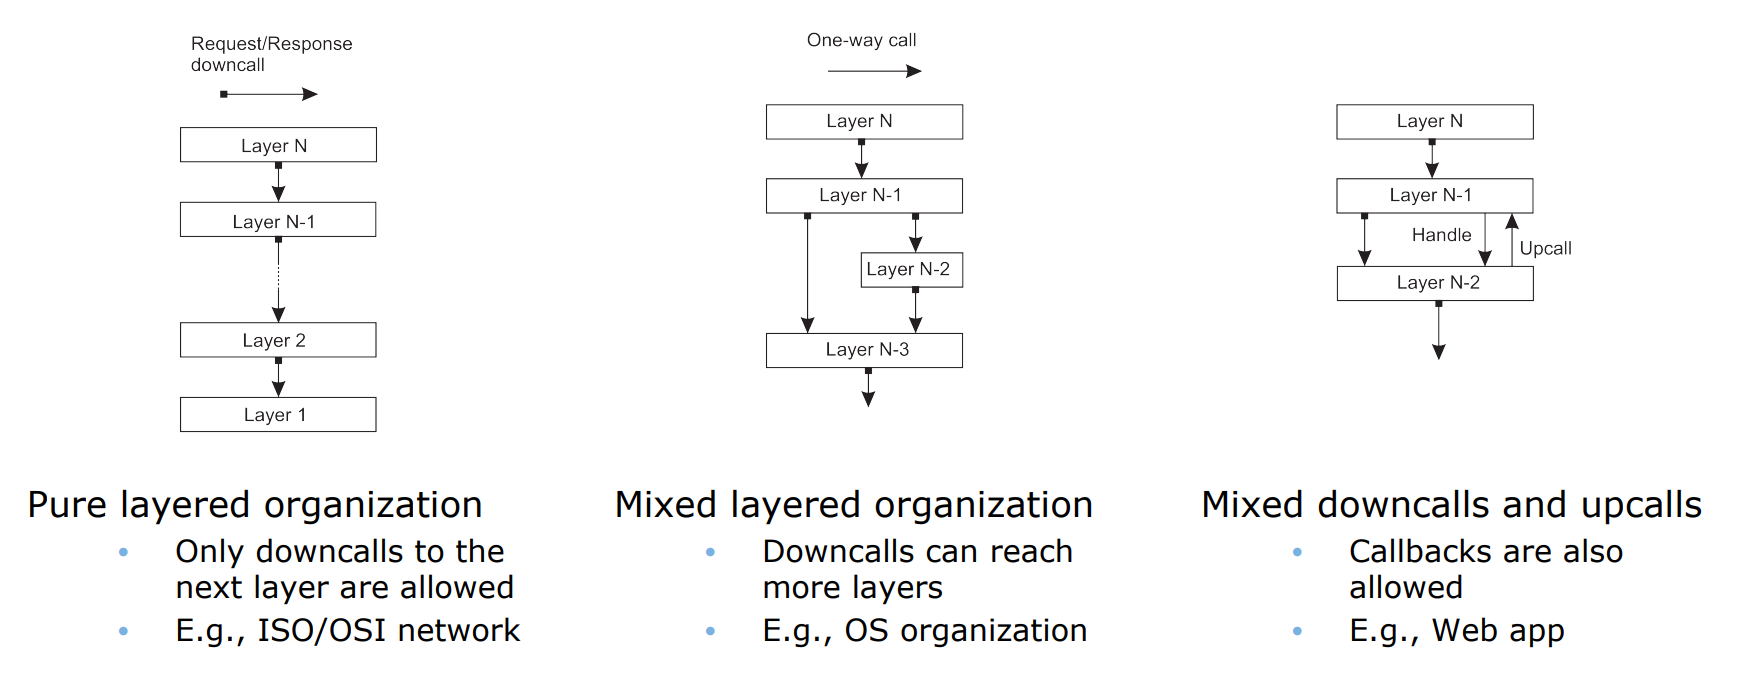 Request/Response
downcall
Layer N
Layer N-1
Layer 2
Layer 1
Pure layered organization
• Only downcalls to the
next layer are allowed
• E.g., ISO/OSI network
One-way call
Layer N
Layer N-1
Layer N-2
Layer N-3
Mixed layered organization
• Downcalls can reach
more layers
• E.g., OS organization
Layer N
Layer N-1
Handle
Upcall
Layer N-2
Mixed downcalls and upcalls
• Callbacks are also
allowed
• E.g., Web app